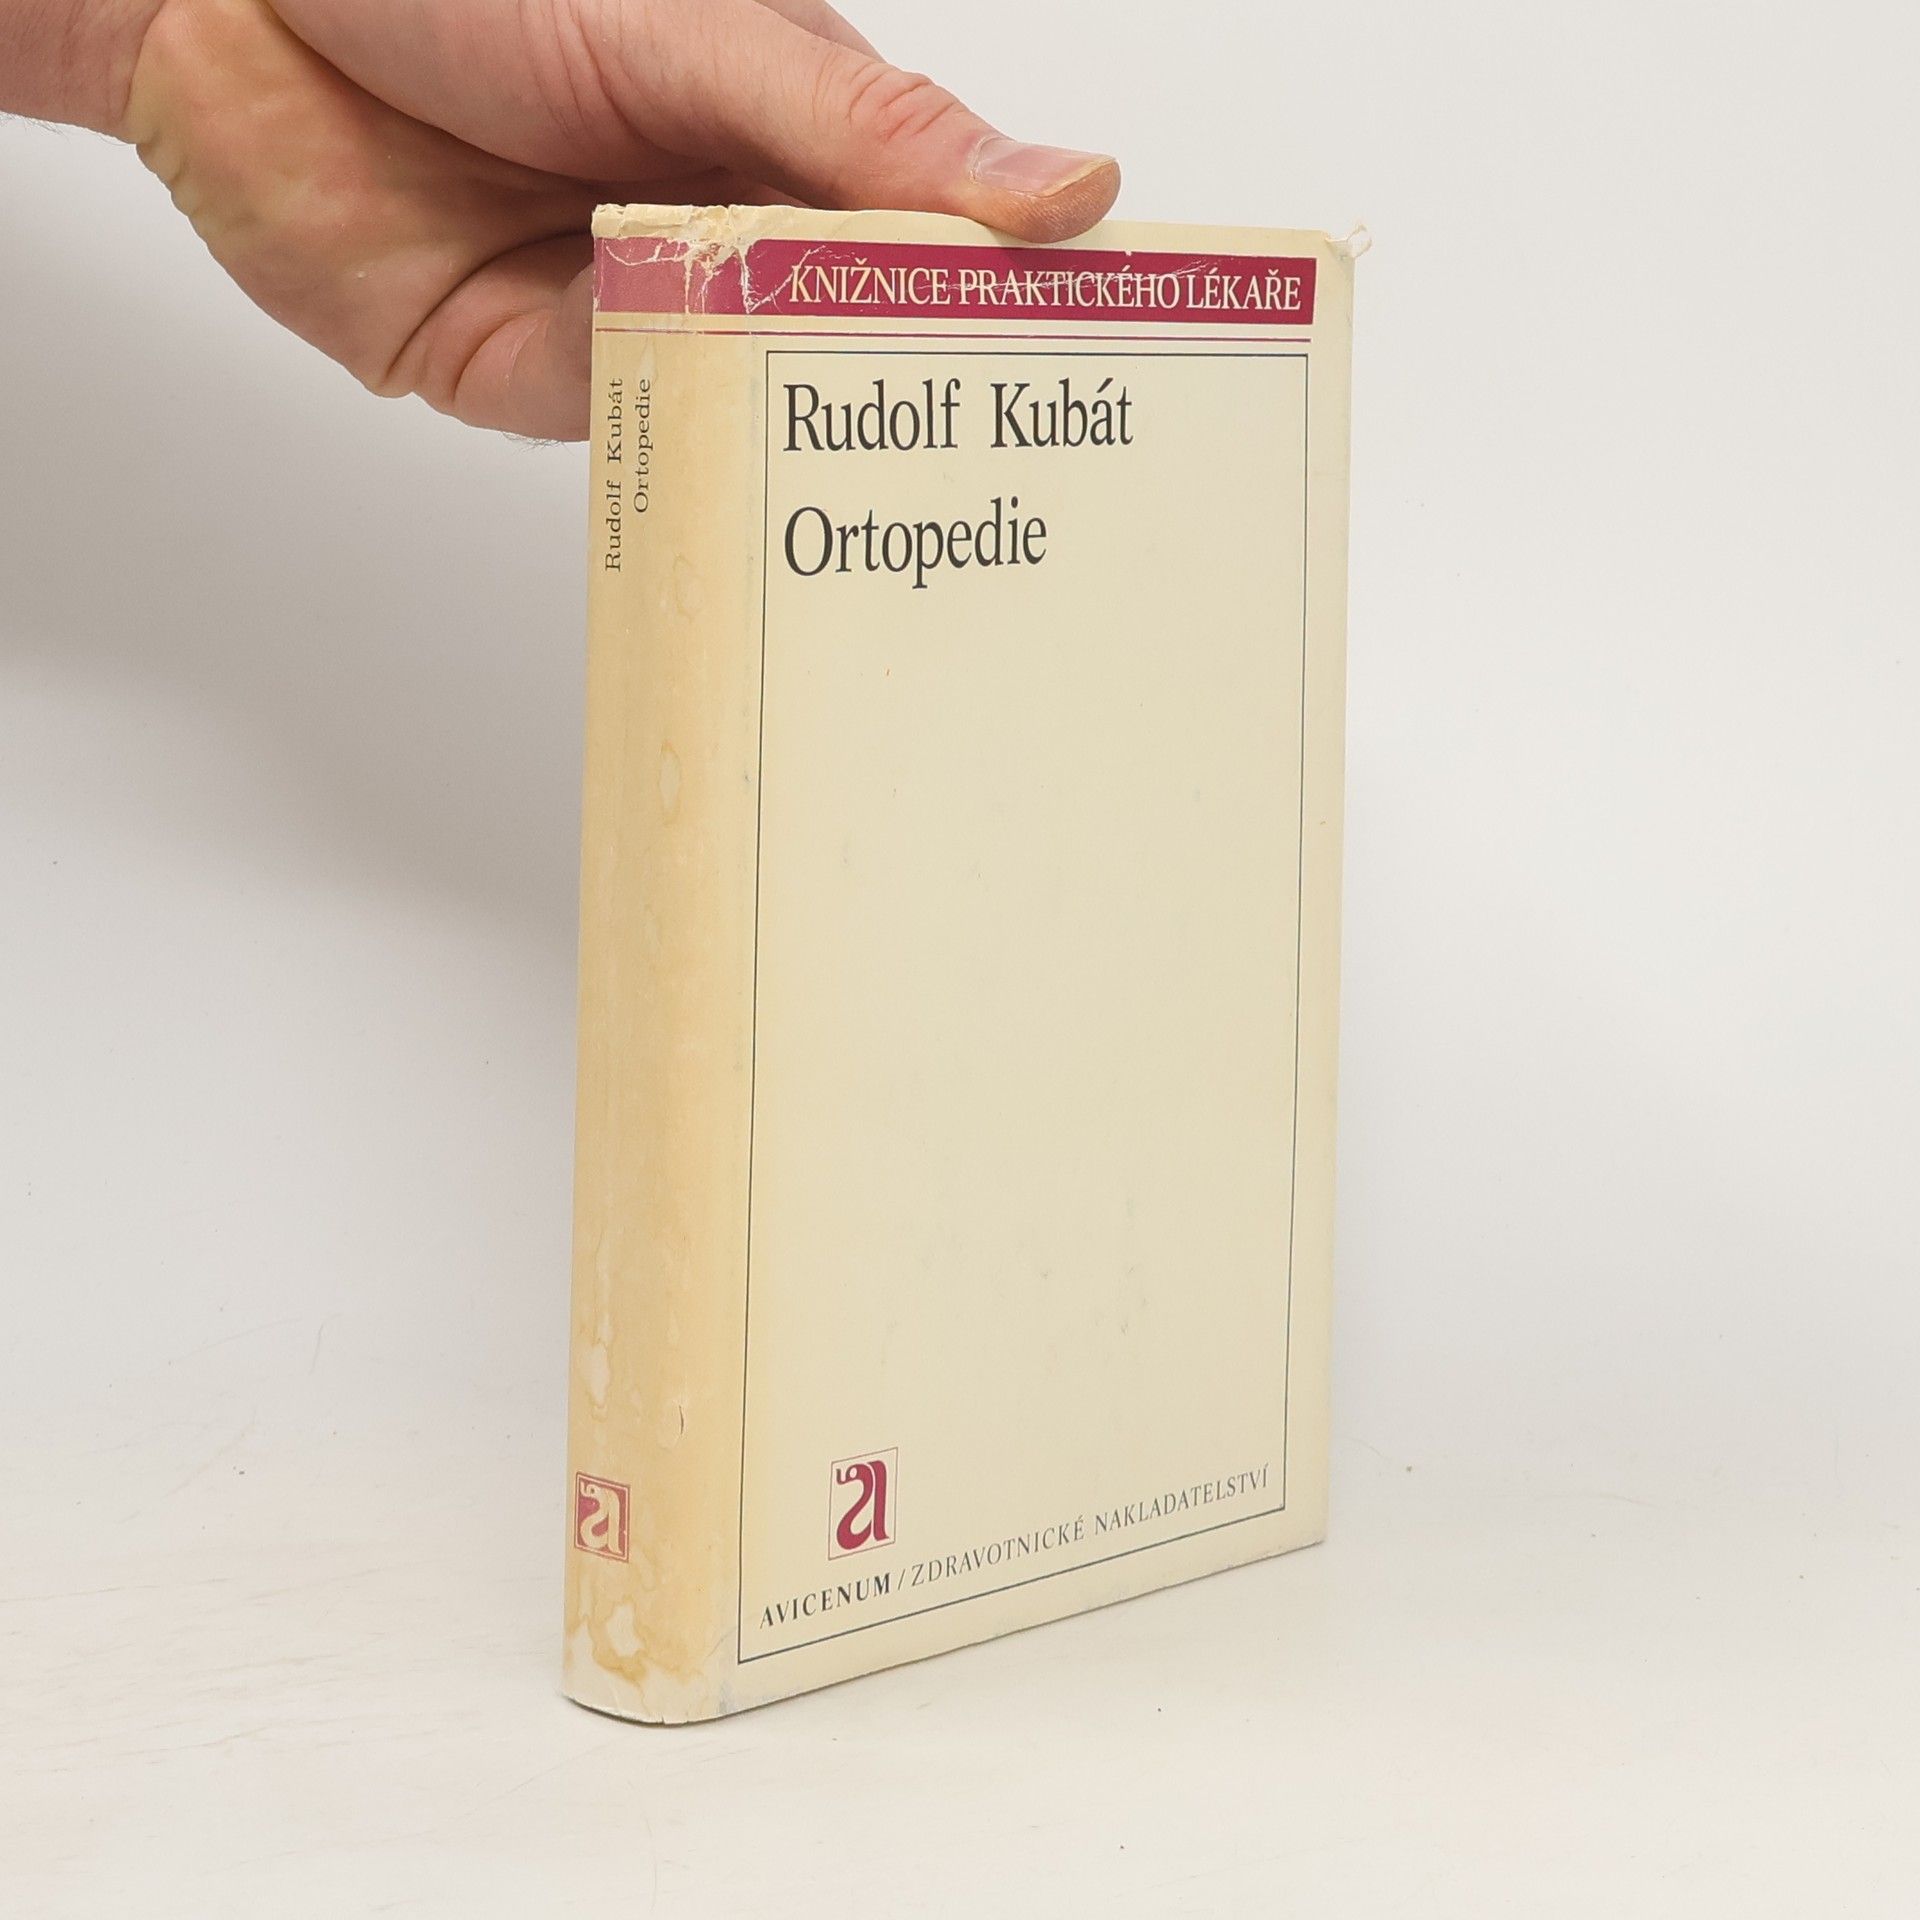 KNIŽNICE PRAKTICKÉHO LÉKAŘE
Rudolf Kubát
Ortopedie
a
AVICENUM/ZDRAVOTNICKÉ NAKLADATELSTVÍ
Rudolf Kubát
Ortopedie
a